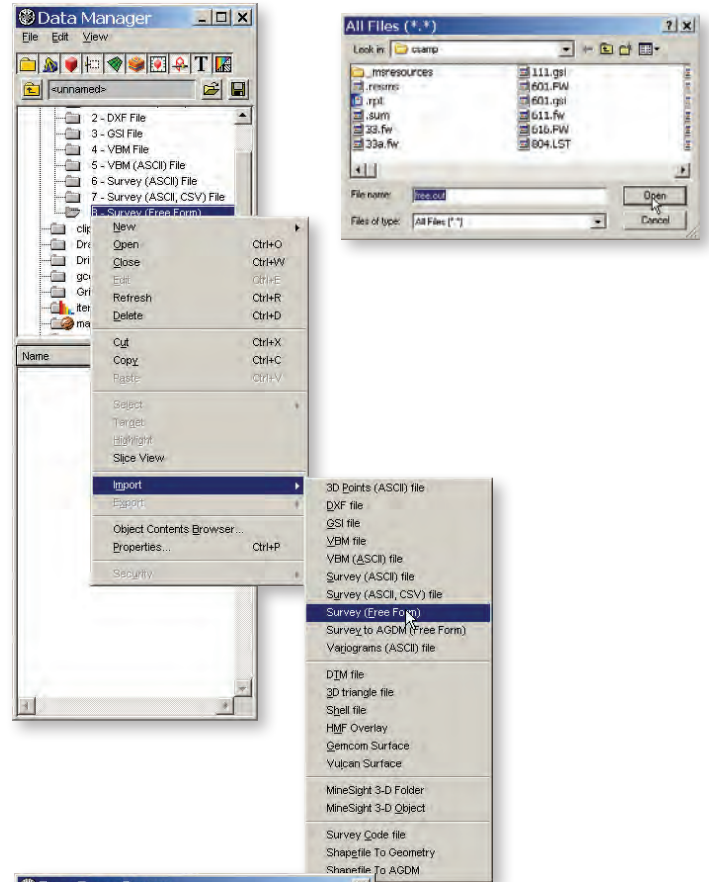 Data Manager
File Edit View
T
<unnamed>
2 - DXF File
3 - GSI File
4 - VBM File
5 - VBM (ASCII) File
6 - Survey (ASCII) File
7 - Survey (ASCII, CSV) File
8 - Survey (Free Form)
clip
Dra
Dri
gco
Gri
iter
ma
Name
New
Open Ctrl+O
Close Ctrl+W
Edit Ctrl+E
Refresh Ctrl+R
Delete Ctrl+D
Cut Ctrl+X
Copy Ctrl+C
Paste Ctrl+V
Select
Target
Highlight
Slice View
Import
Export
Object Contents Browser...
Properties... Ctrl+P
Security
3D Points (ASCII) file
DXF file
GSI file
VBM file
VBM (ASCII) file
Survey (ASCII) file
Survey (ASCII, CSV) file
Survey (Free Form)
Survey to AGDM (Free Form)
Variograms (ASCII) file
DTM file
3D triangle file
Shell file
HMF Overlay
Gemcom Surface
Vulcan Surface
MineSight 3-D Folder
MineSight 3-D Object
Survey Code file
Shapefile To Geometry
Shapefile To AGDM
All Files (*.*)
Look in: csamp
_msresources
.resms
.rpt
.sum
33.fw
33a.fw
111.gsi
601.FW
601.gsi
611.fw
616.FW
804.LST
File name: free.out
Open
Files of type: All Files (*.*)
Cancel